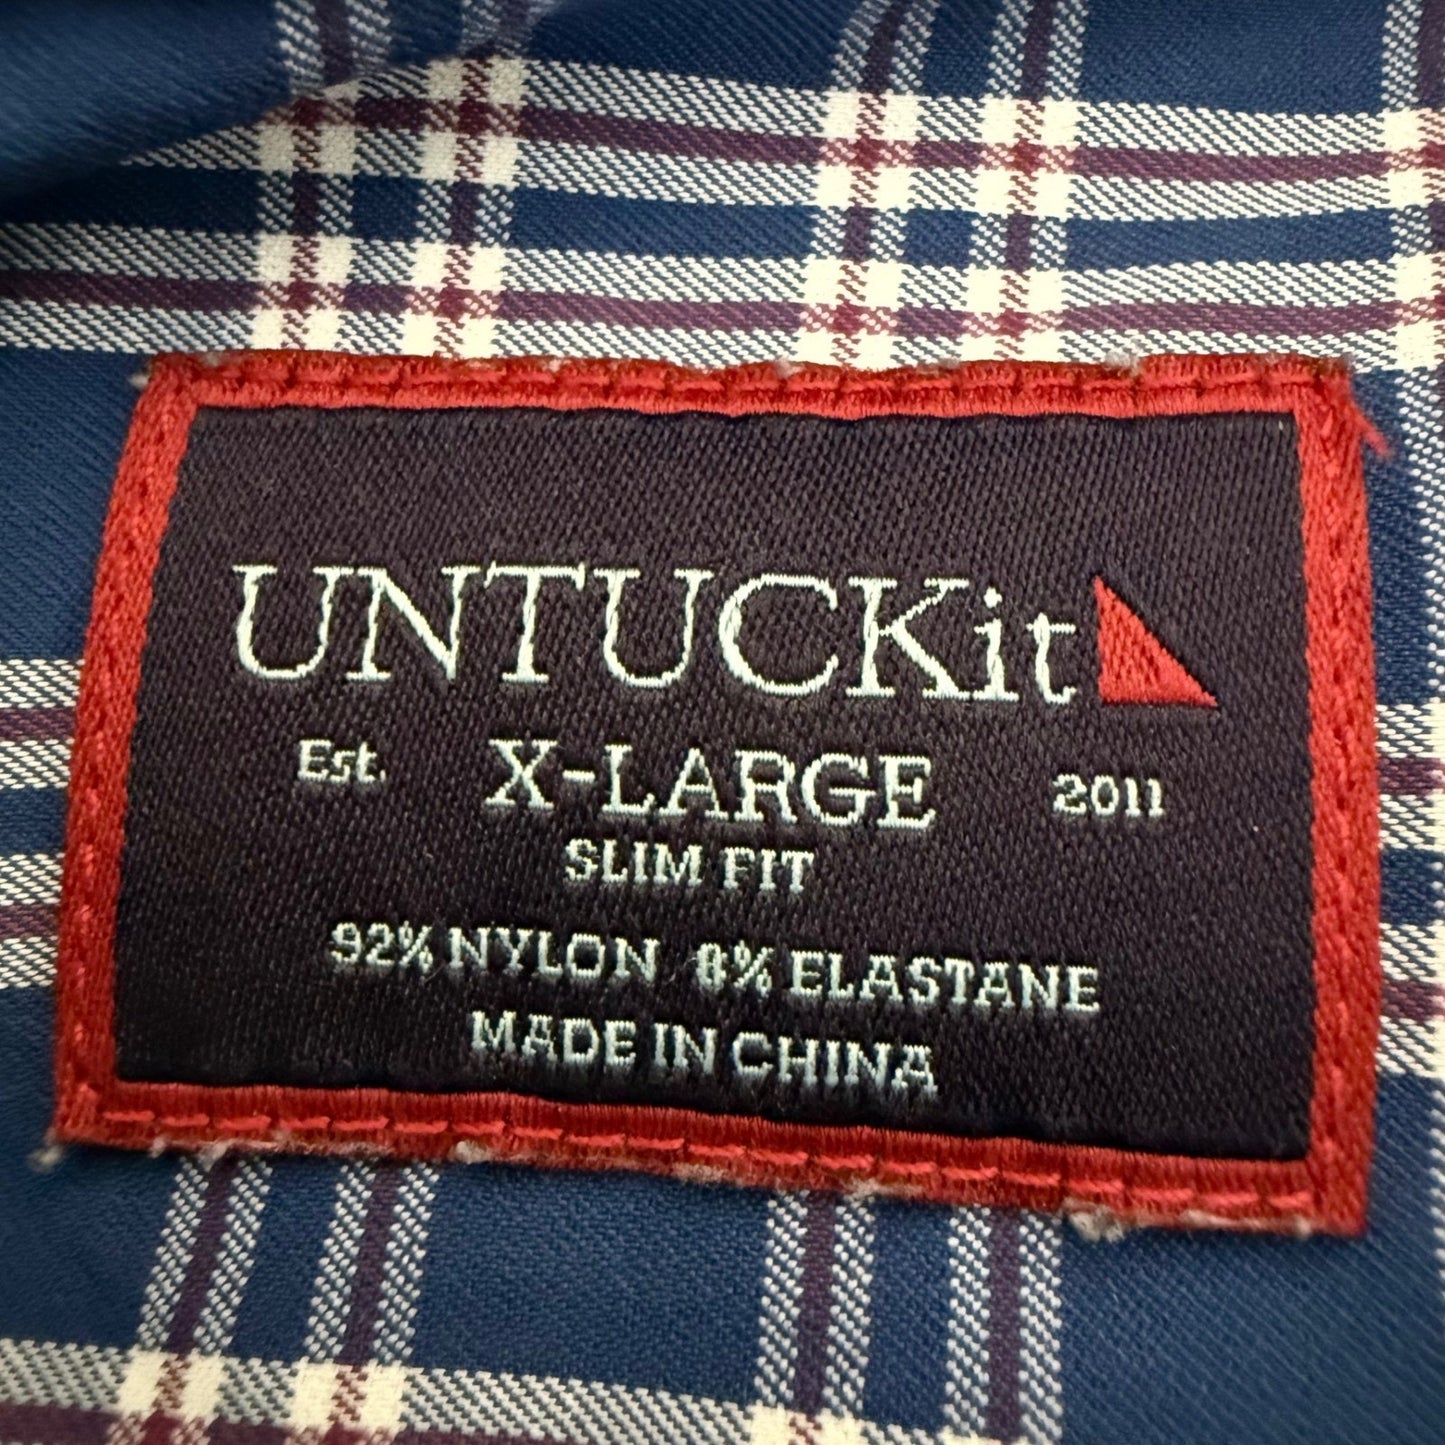 UNTUCKit
Est. X-LARGE 2011
SLIM FIT
92% NYLON 8% ELASTANE
MADE IN CHINA